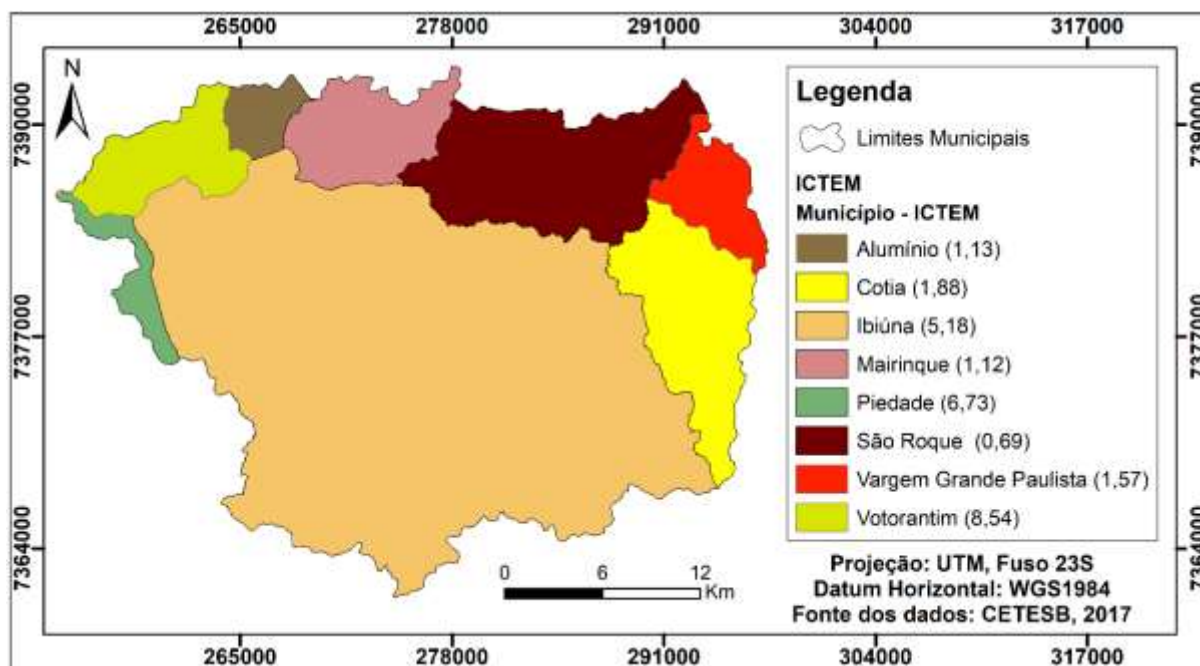 265000 278000 291000 304000 317000
N
7390000
7377000
7364000
Legenda
Limites Municipais
ICTEM
Município - ICTEM
Alumínio (1,13)
Cotia (1,88)
Ibiúna (5,18)
Mairinque (1,12)
Piedade (6,73)
São Roque (0,69)
Vargem Grande Paulista (1,57)
Votorantim (8,54)
7390000
7377000
7364000
0 6 12
Km
Projeção: UTM, Fuso 23S
Datum Horizontal: WGS1984
Fonte dos dados: CETESB, 2017
265000 278000 291000 304000 317000